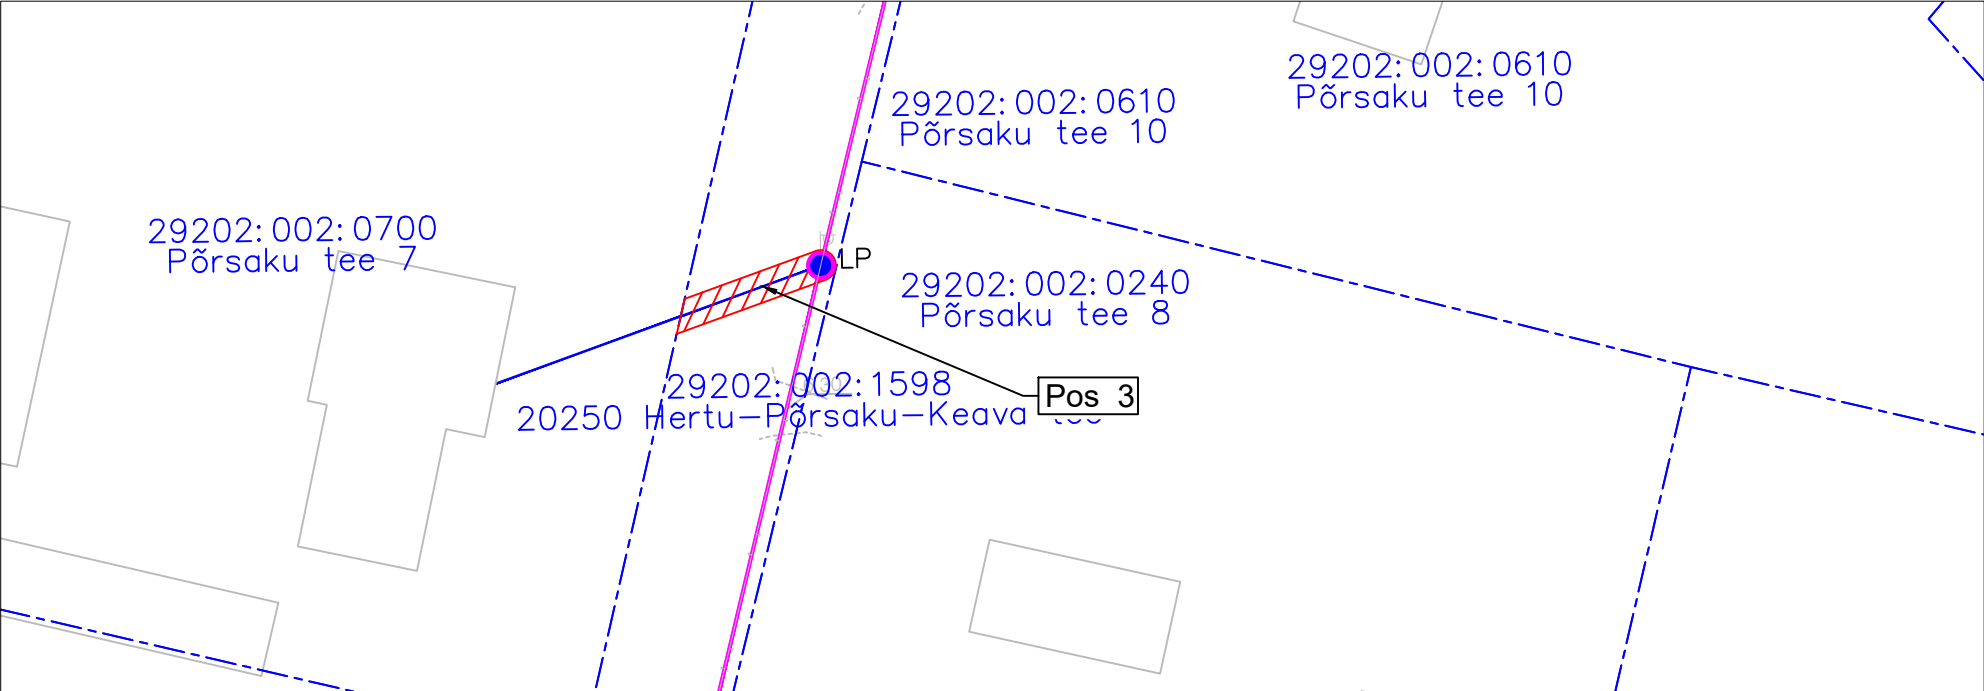 29202:002:0610
Põrsaku tee 10
29202:002:0610
Põrsaku tee 10
29202:002:0700
Põrsaku tee 7
LP
29202:002:0240
Põrsaku tee 8
29202:002:1598
20250 Hertu–Põrsaku–Keava tee
Pos 3